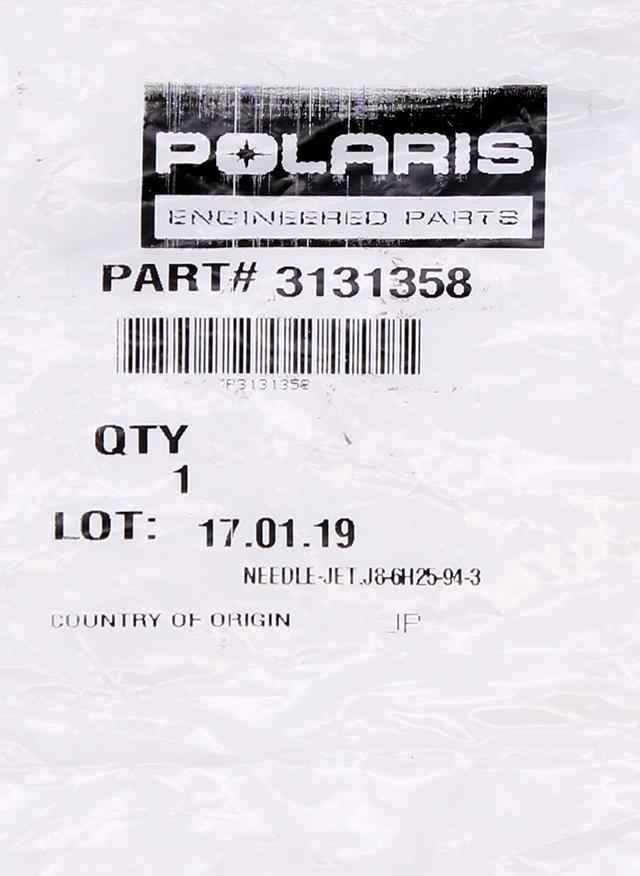 POLARIS
ENGINEERED PARTS
PART# 3131358
P3131358
QTY
1
LOT: 17.01.19
NEEDLE-JET,J8-6H25-94-3
COUNTRY OF ORIGIN JP